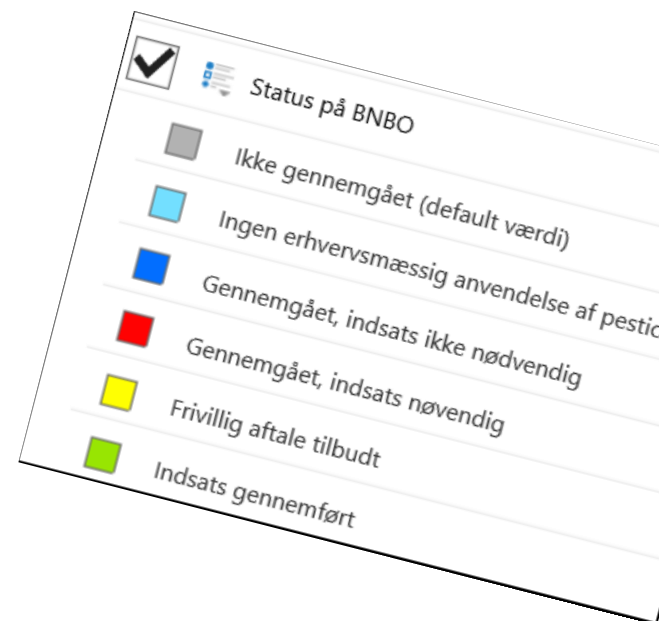 Status på BNBO
Ikke gennemgået (default værdi)
Ingen erhvervsmæssig anvendelse af
Gennemgået, indsats ikke nødvendig
Gennemgået, indsats nøvendig
Frivillig aftale tilbudt
Indsats gennemført